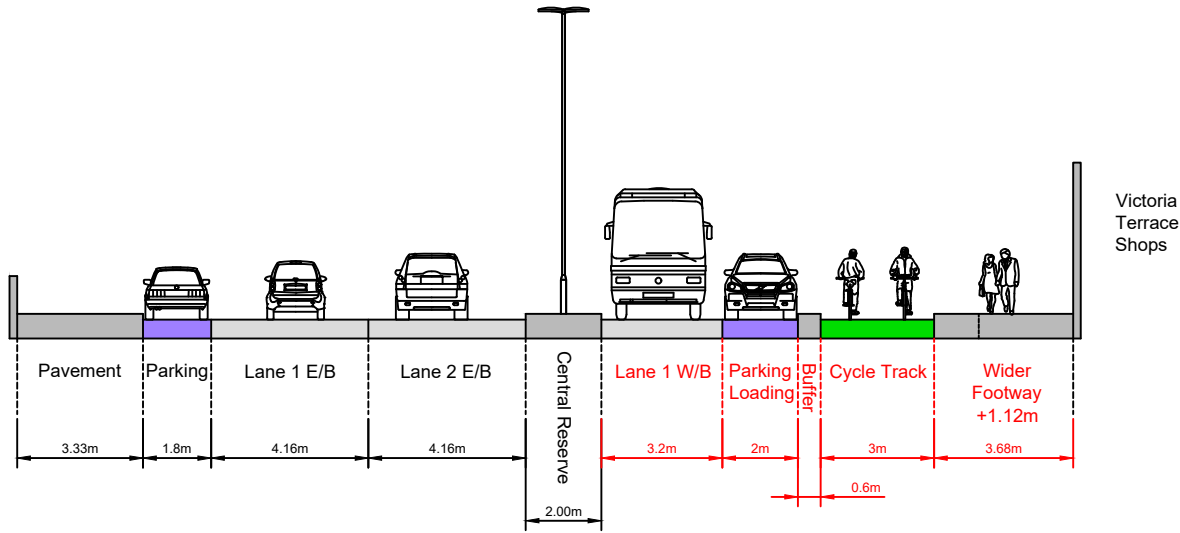 Victoria
Terrace
Shops
Pavement
Parking
Lane 1 E/B
Lane 2 E/B
Central Reserve
Lane 1 W/B
Parking
Loading
Buffer
Cycle Track
Wider
Footway
+1.12m
3.33m
1.8m
4.16m
4.16m
3.2m
2m
3m
3.68m
0.6m
2.00m